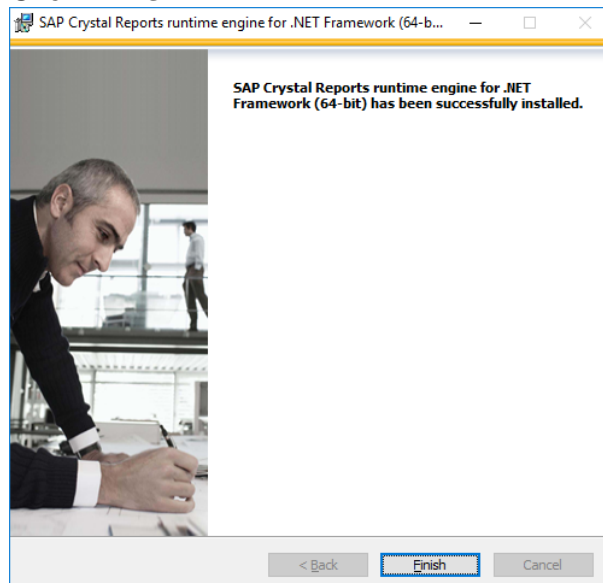 SAP Crystal Reports runtime engine for .NET Framework (64-b...
SAP Crystal Reports runtime engine for .NET
Framework (64-bit) has been successfully installed.
< Back
Finish
Cancel